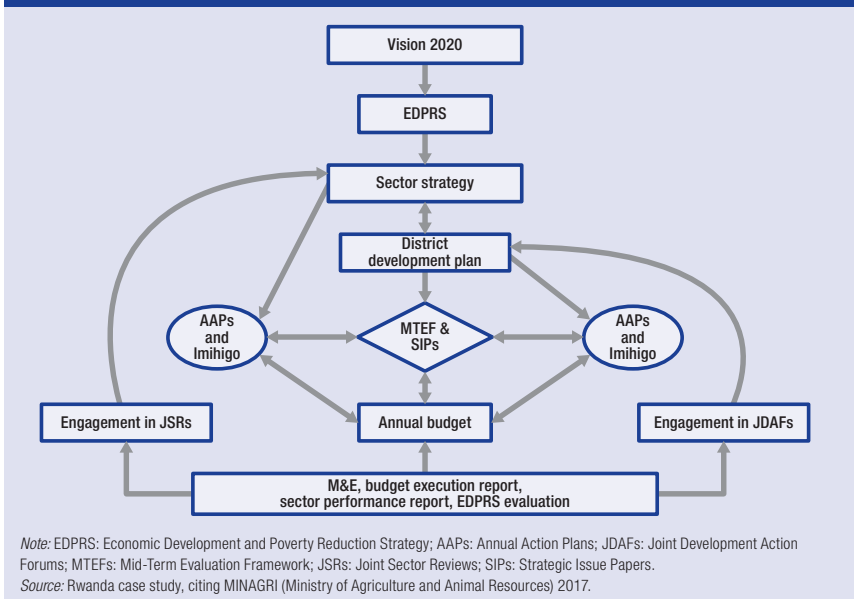 Vision 2020
EDPRS
Sector strategy
District
development plan
AAPs
and
Imihigo
MTEF &
SIPs
AAPs
and
Imihigo
Engagement in JSRs
Annual budget
Engagement in JDAFs
M&E, budget execution report,
sector performance report, EDPRS evaluation
Note: EDPRS: Economic Development and Poverty Reduction Strategy; AAPs: Annual Action Plans; JDAFs: Joint Development Action
Forums; MTEFs: Mid-Term Evaluation Framework; JSRs: Joint Sector Reviews; SIPs: Strategic Issue Papers.
Source: Rwanda case study, citing MINAGRI (Ministry of Agriculture and Animal Resources) 2017.